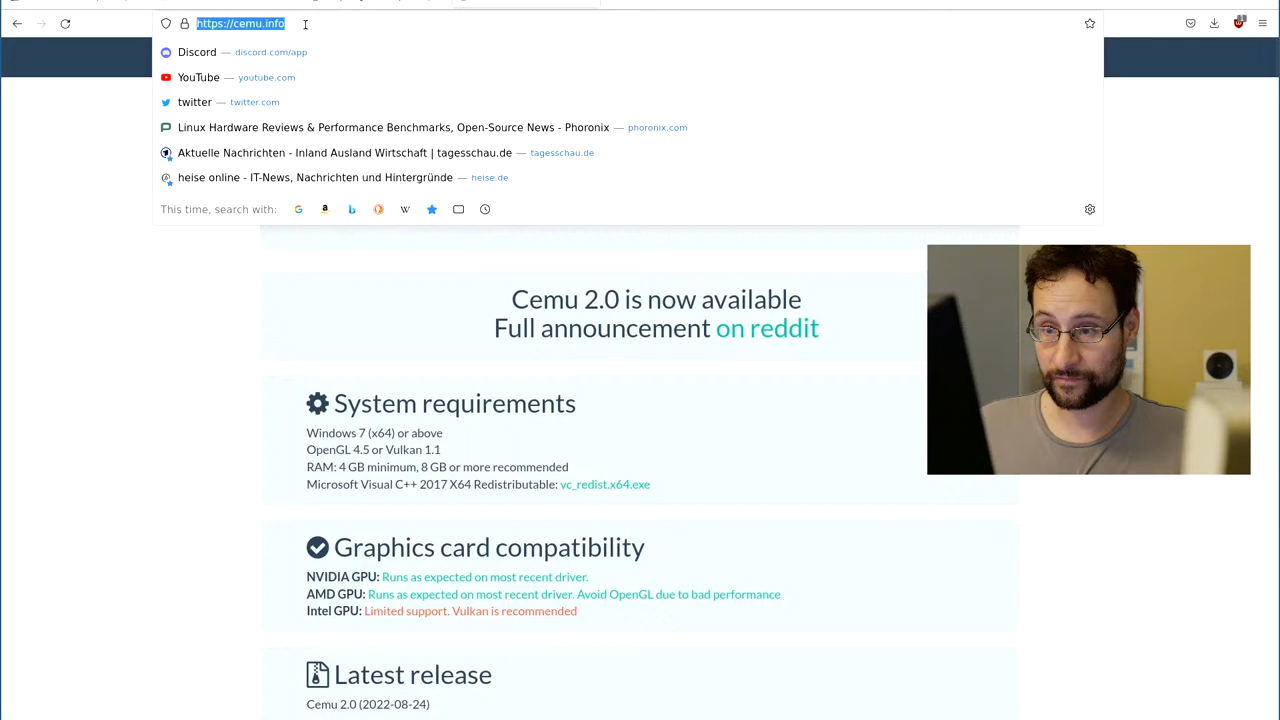 https://cemu.info
Discord — discord.com/app
YouTube — youtube.com
twitter — twitter.com
Linux Hardware Reviews & Performance Benchmarks, Open-Source News - Phoronix — phoronix.com
Aktuelle Nachrichten - Inland Ausland Wirtschaft | tagesschau.de — tagesschau.de
heise online - IT-News, Nachrichten und Hintergründe — heise.de
This time, search with:
Cemu 2.0 is now available
Full announcement on reddit
System requirements
Windows 7 (x64) or above
OpenGL 4.5 or Vulkan 1.1
RAM: 4 GB minimum, 8 GB or more recommended
Microsoft Visual C++ 2017 X64 Redistributable: vc_redist.x64.exe
Graphics card compatibility
NVIDIA GPU: Runs as expected on most recent driver.
AMD GPU: Runs as expected on most recent driver. Avoid OpenGL due to bad performance
Intel GPU: Limited support. Vulkan is recommended
Latest release
Cemu 2.0 (2022-08-24)